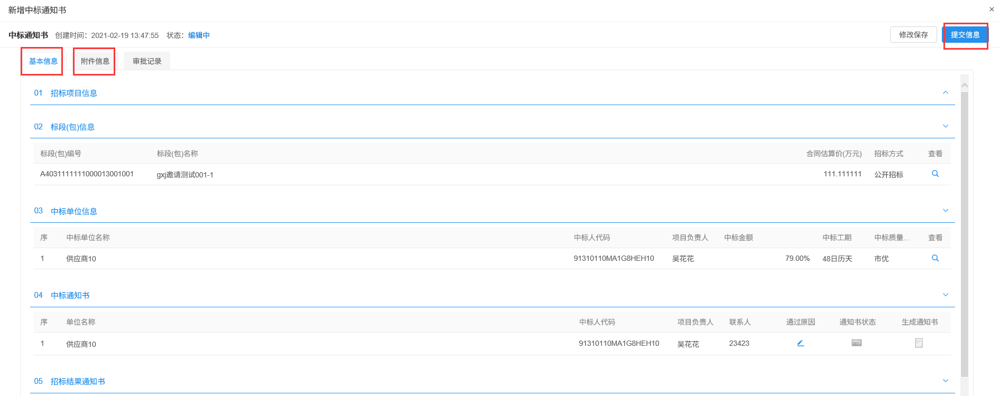 新增中标通知书
×
中标通知书 创建时间: 2021-02-19 13:47:55 状态: 编辑中 修改保存 提交信息
基本信息 附件信息 审批记录
01 招标项目信息
02 标段(包)信息
标段(包)编号 标段(包)名称 合同估算价(万元) 招标方式 查看
A4031111111000013001001 gxj邀请测试001-1 111.111111 公开招标
03 中标单位信息
序 中标单位名称 中标人代码 项目负责人 中标金额 中标工期 中标质量... 查看
1 供应商10 91310110MA1G8HEH10 吴花花 79.00% 48日历天 市优
04 中标通知书
序 单位名称 中标人代码 项目负责人 联系人 通过原因 通知书状态 生成通知书
1 供应商10 91310110MA1G8HEH10 吴花花 23423
05 招标结果通知书